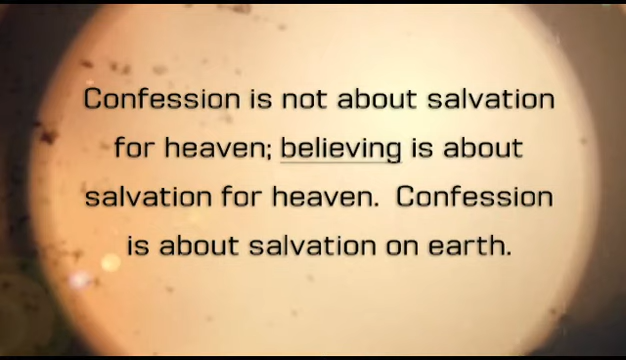 Confession is not about salvation
for heaven; believing is about
salvation for heaven.  Confession
is about salvation on earth.